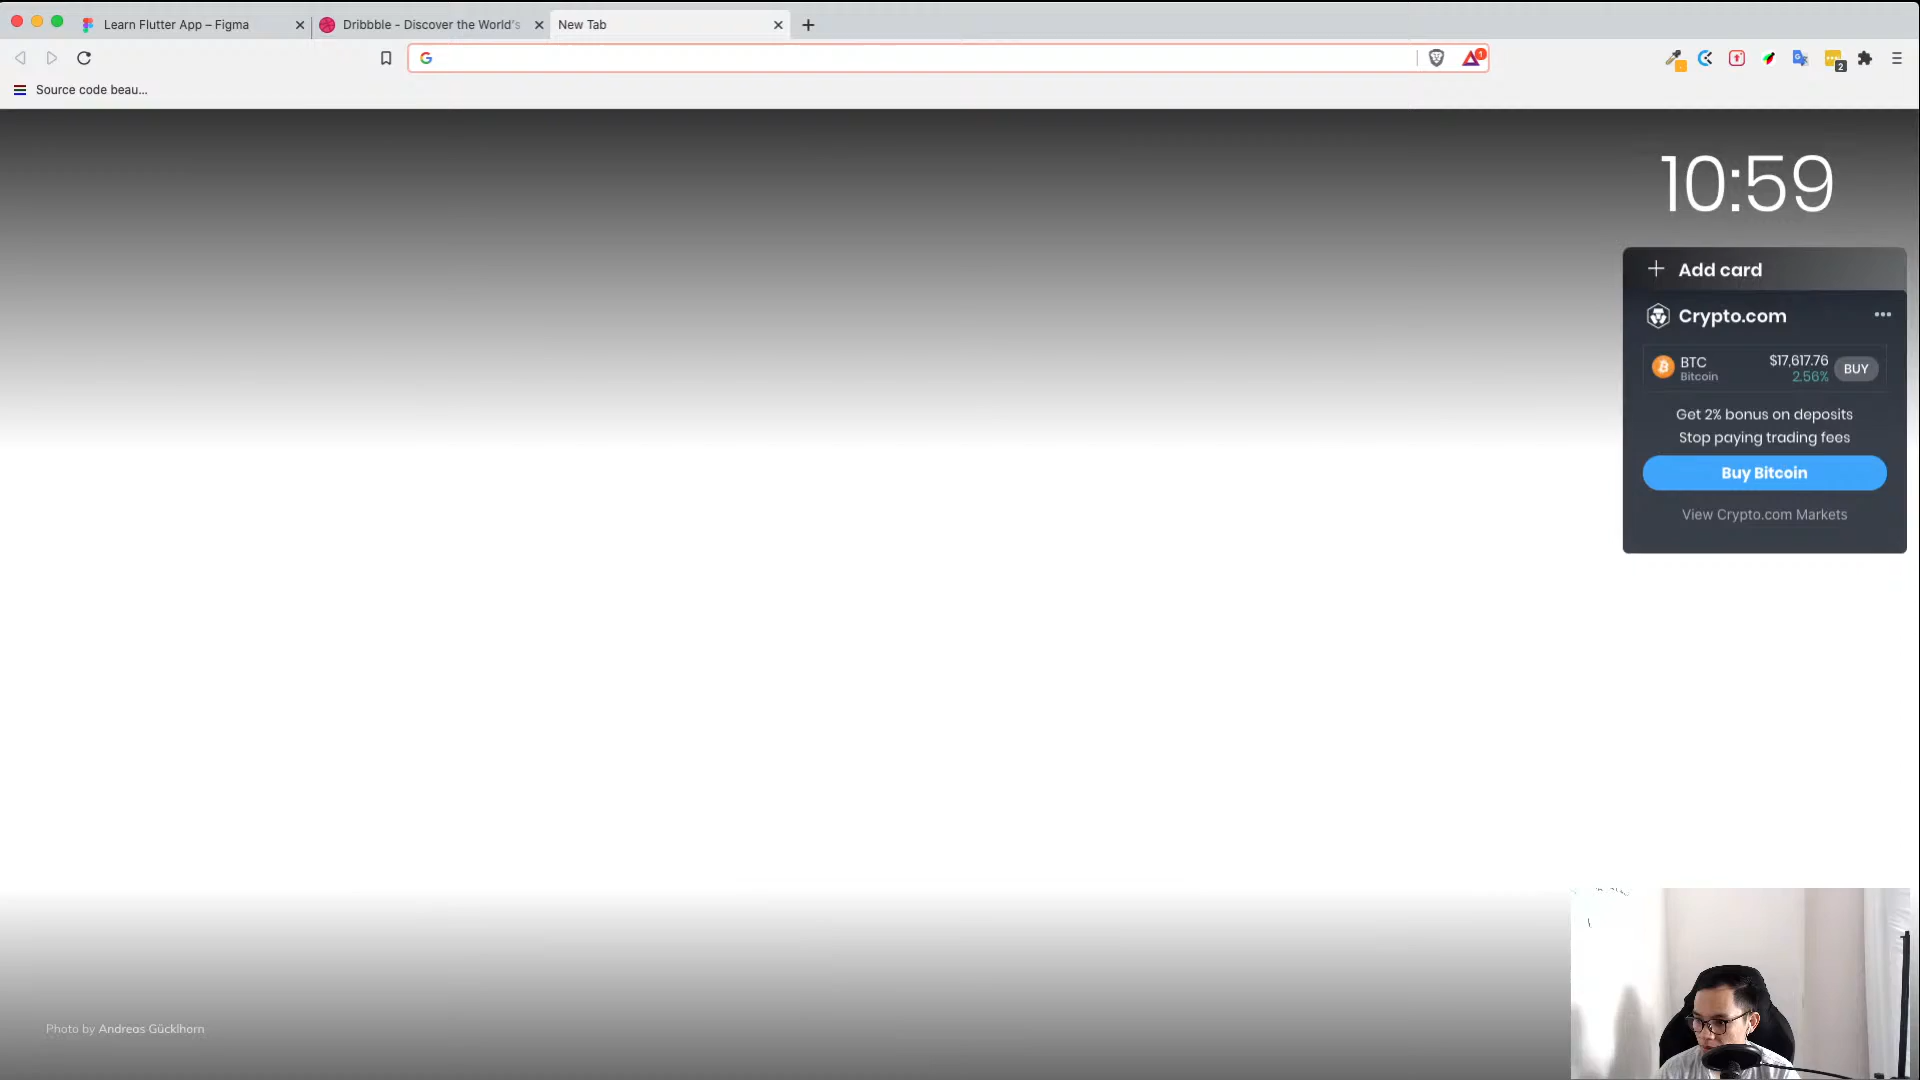 Learn Flutter App – Figma
Dribbble - Discover the World's
New Tab
1
2
Source code beau...
10:59
Add card
Crypto.com
BTC $17,617.76 BUY
Bitcoin 2.56%
Get 2% bonus on deposits
Stop paying trading fees
Buy Bitcoin
View Crypto.com Markets
Photo by Andreas Gücklhorn